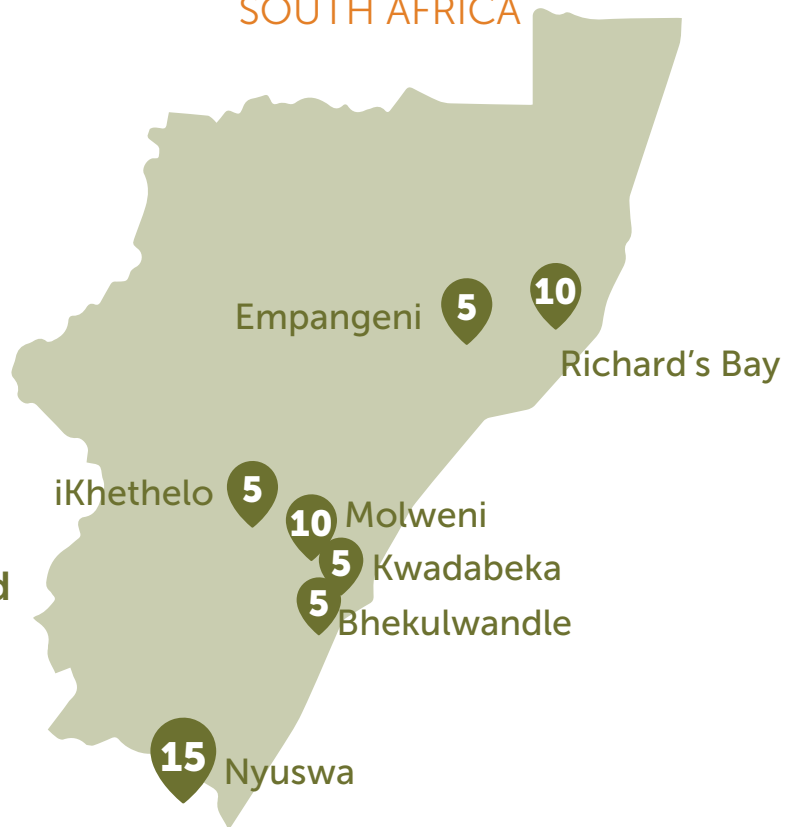 SOUTH AFRICA
10
5
Empangeni
Richard's Bay
5
iKhethelo
10
Molweni
5
Kwadabeka
5
Bhekulwandle
15
Nyuswa